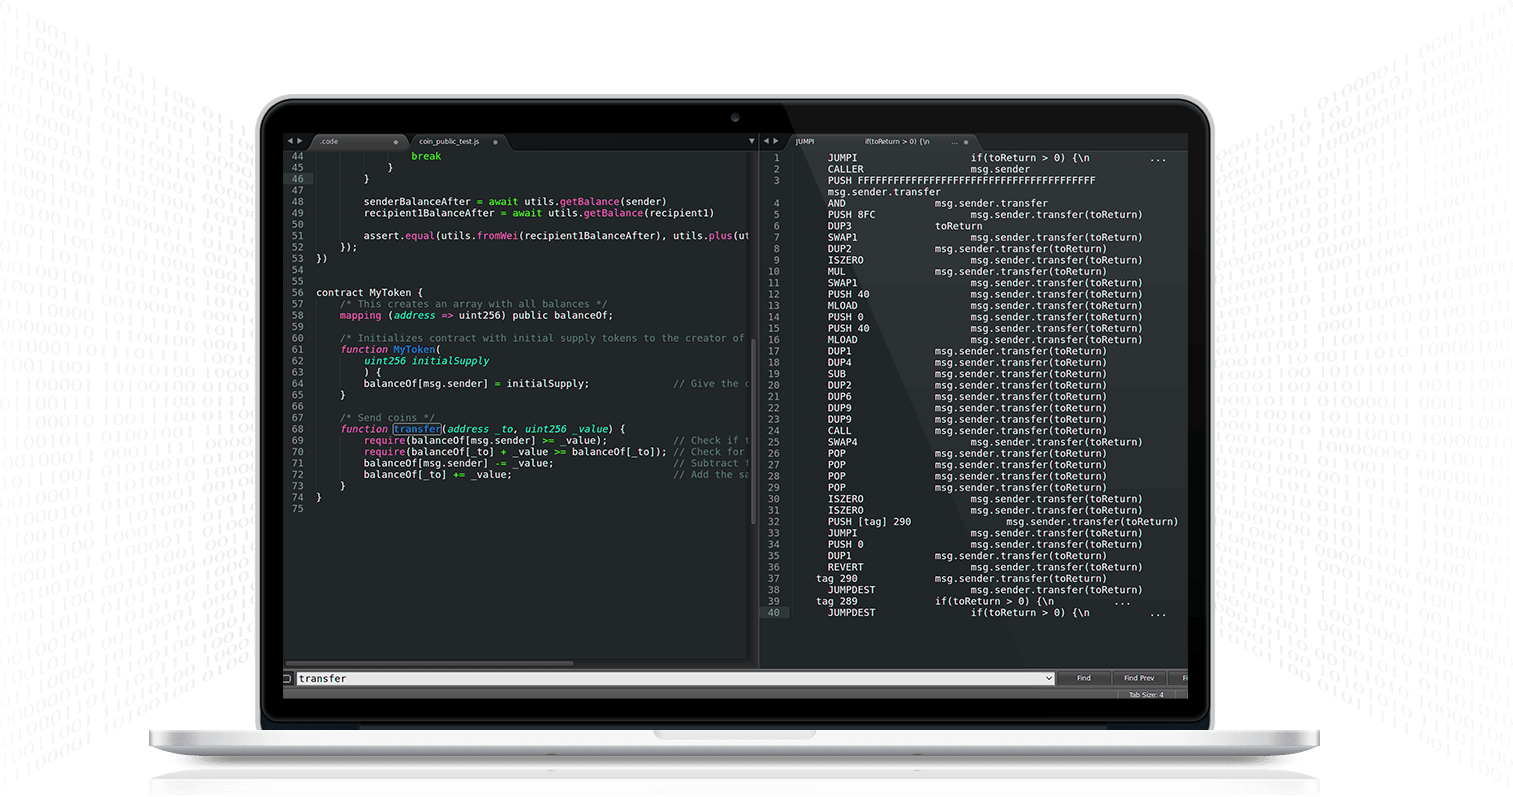 .code
coin_public_test.js
44 break
45 }
46 }
47
48 senderBalanceAfter = await utils.getBalance(sender)
49 recipient1BalanceAfter = await utils.getBalance(recipient1)
50
51 assert.equal(utils.fromWei(recipient1BalanceAfter), utils.plus(ut
52 });
53 })
54
55
56 contract MyToken {
57 /* This creates an array with all balances */
58 mapping (address => uint256) public balanceOf;
59
60 /* Initializes contract with initial supply tokens to the creator of
61 function MyToken(
62 uint256 initialSupply
63 ) {
64 balanceOf[msg.sender] = initialSupply; // Give the c
65 }
66
67 /* Send coins */
68 function transfer(address _to, uint256 _value) {
69 require(balanceOf[msg.sender] >= _value); // Check if t
70 require(balanceOf[_to] + _value >= balanceOf[_to]); // Check for
71 balanceOf[msg.sender] -= _value; // Subtract f
72 balanceOf[_to] += _value; // Add the sa
73 }
74 }
75
JUMPI if(toReturn > 0) {\n ...
1 JUMPI if(toReturn > 0) {\n ...
2 CALLER msg.sender
3 PUSH FFFFFFFFFFFFFFFFFFFFFFFFFFFFFFFFFFFFFFFF
msg.sender.transfer
4 AND msg.sender.transfer
5 PUSH 8FC msg.sender.transfer(toReturn)
6 DUP3 toReturn
7 SWAP1 msg.sender.transfer(toReturn)
8 DUP2 msg.sender.transfer(toReturn)
9 ISZERO msg.sender.transfer(toReturn)
10 MUL msg.sender.transfer(toReturn)
11 SWAP1 msg.sender.transfer(toReturn)
12 PUSH 40 msg.sender.transfer(toReturn)
13 MLOAD msg.sender.transfer(toReturn)
14 PUSH 0 msg.sender.transfer(toReturn)
15 PUSH 40 msg.sender.transfer(toReturn)
16 MLOAD msg.sender.transfer(toReturn)
17 DUP1 msg.sender.transfer(toReturn)
18 DUP4 msg.sender.transfer(toReturn)
19 SUB msg.sender.transfer(toReturn)
20 DUP2 msg.sender.transfer(toReturn)
21 DUP6 msg.sender.transfer(toReturn)
22 DUP9 msg.sender.transfer(toReturn)
23 DUP9 msg.sender.transfer(toReturn)
24 CALL msg.sender.transfer(toReturn)
25 SWAP4 msg.sender.transfer(toReturn)
26 POP msg.sender.transfer(toReturn)
27 POP msg.sender.transfer(toReturn)
28 POP msg.sender.transfer(toReturn)
29 POP msg.sender.transfer(toReturn)
30 ISZERO msg.sender.transfer(toReturn)
31 ISZERO msg.sender.transfer(toReturn)
32 PUSH [tag] 290 msg.sender.transfer(toReturn)
33 JUMPI msg.sender.transfer(toReturn)
34 PUSH 0 msg.sender.transfer(toReturn)
35 DUP1 msg.sender.transfer(toReturn)
36 REVERT msg.sender.transfer(toReturn)
37 tag 290 msg.sender.transfer(toReturn)
38 JUMPDEST msg.sender.transfer(toReturn)
39 tag 289 if(toReturn > 0) {\n ...
40 JUMPDEST if(toReturn > 0) {\n ...
transfer
Find
Find Prev
Fi
Tab Size: 4